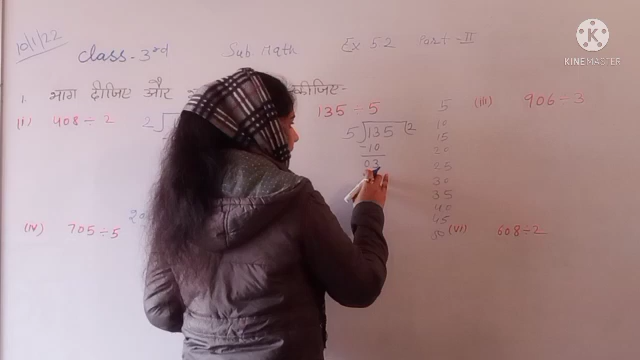 10/1/22
Class - 3rd Sub Math Ex 5.2 Part - II
KINEMASTER
1. भाग दीजिए और कीजिए-
(i) 408 ÷ 2
2
135 ÷ 5
5 135 2
-10
03
5
10
15
20
25
30
35
40
45
50
(iii) 906 ÷ 3
(iv) 705 ÷ 5
(vi) 608 ÷ 2